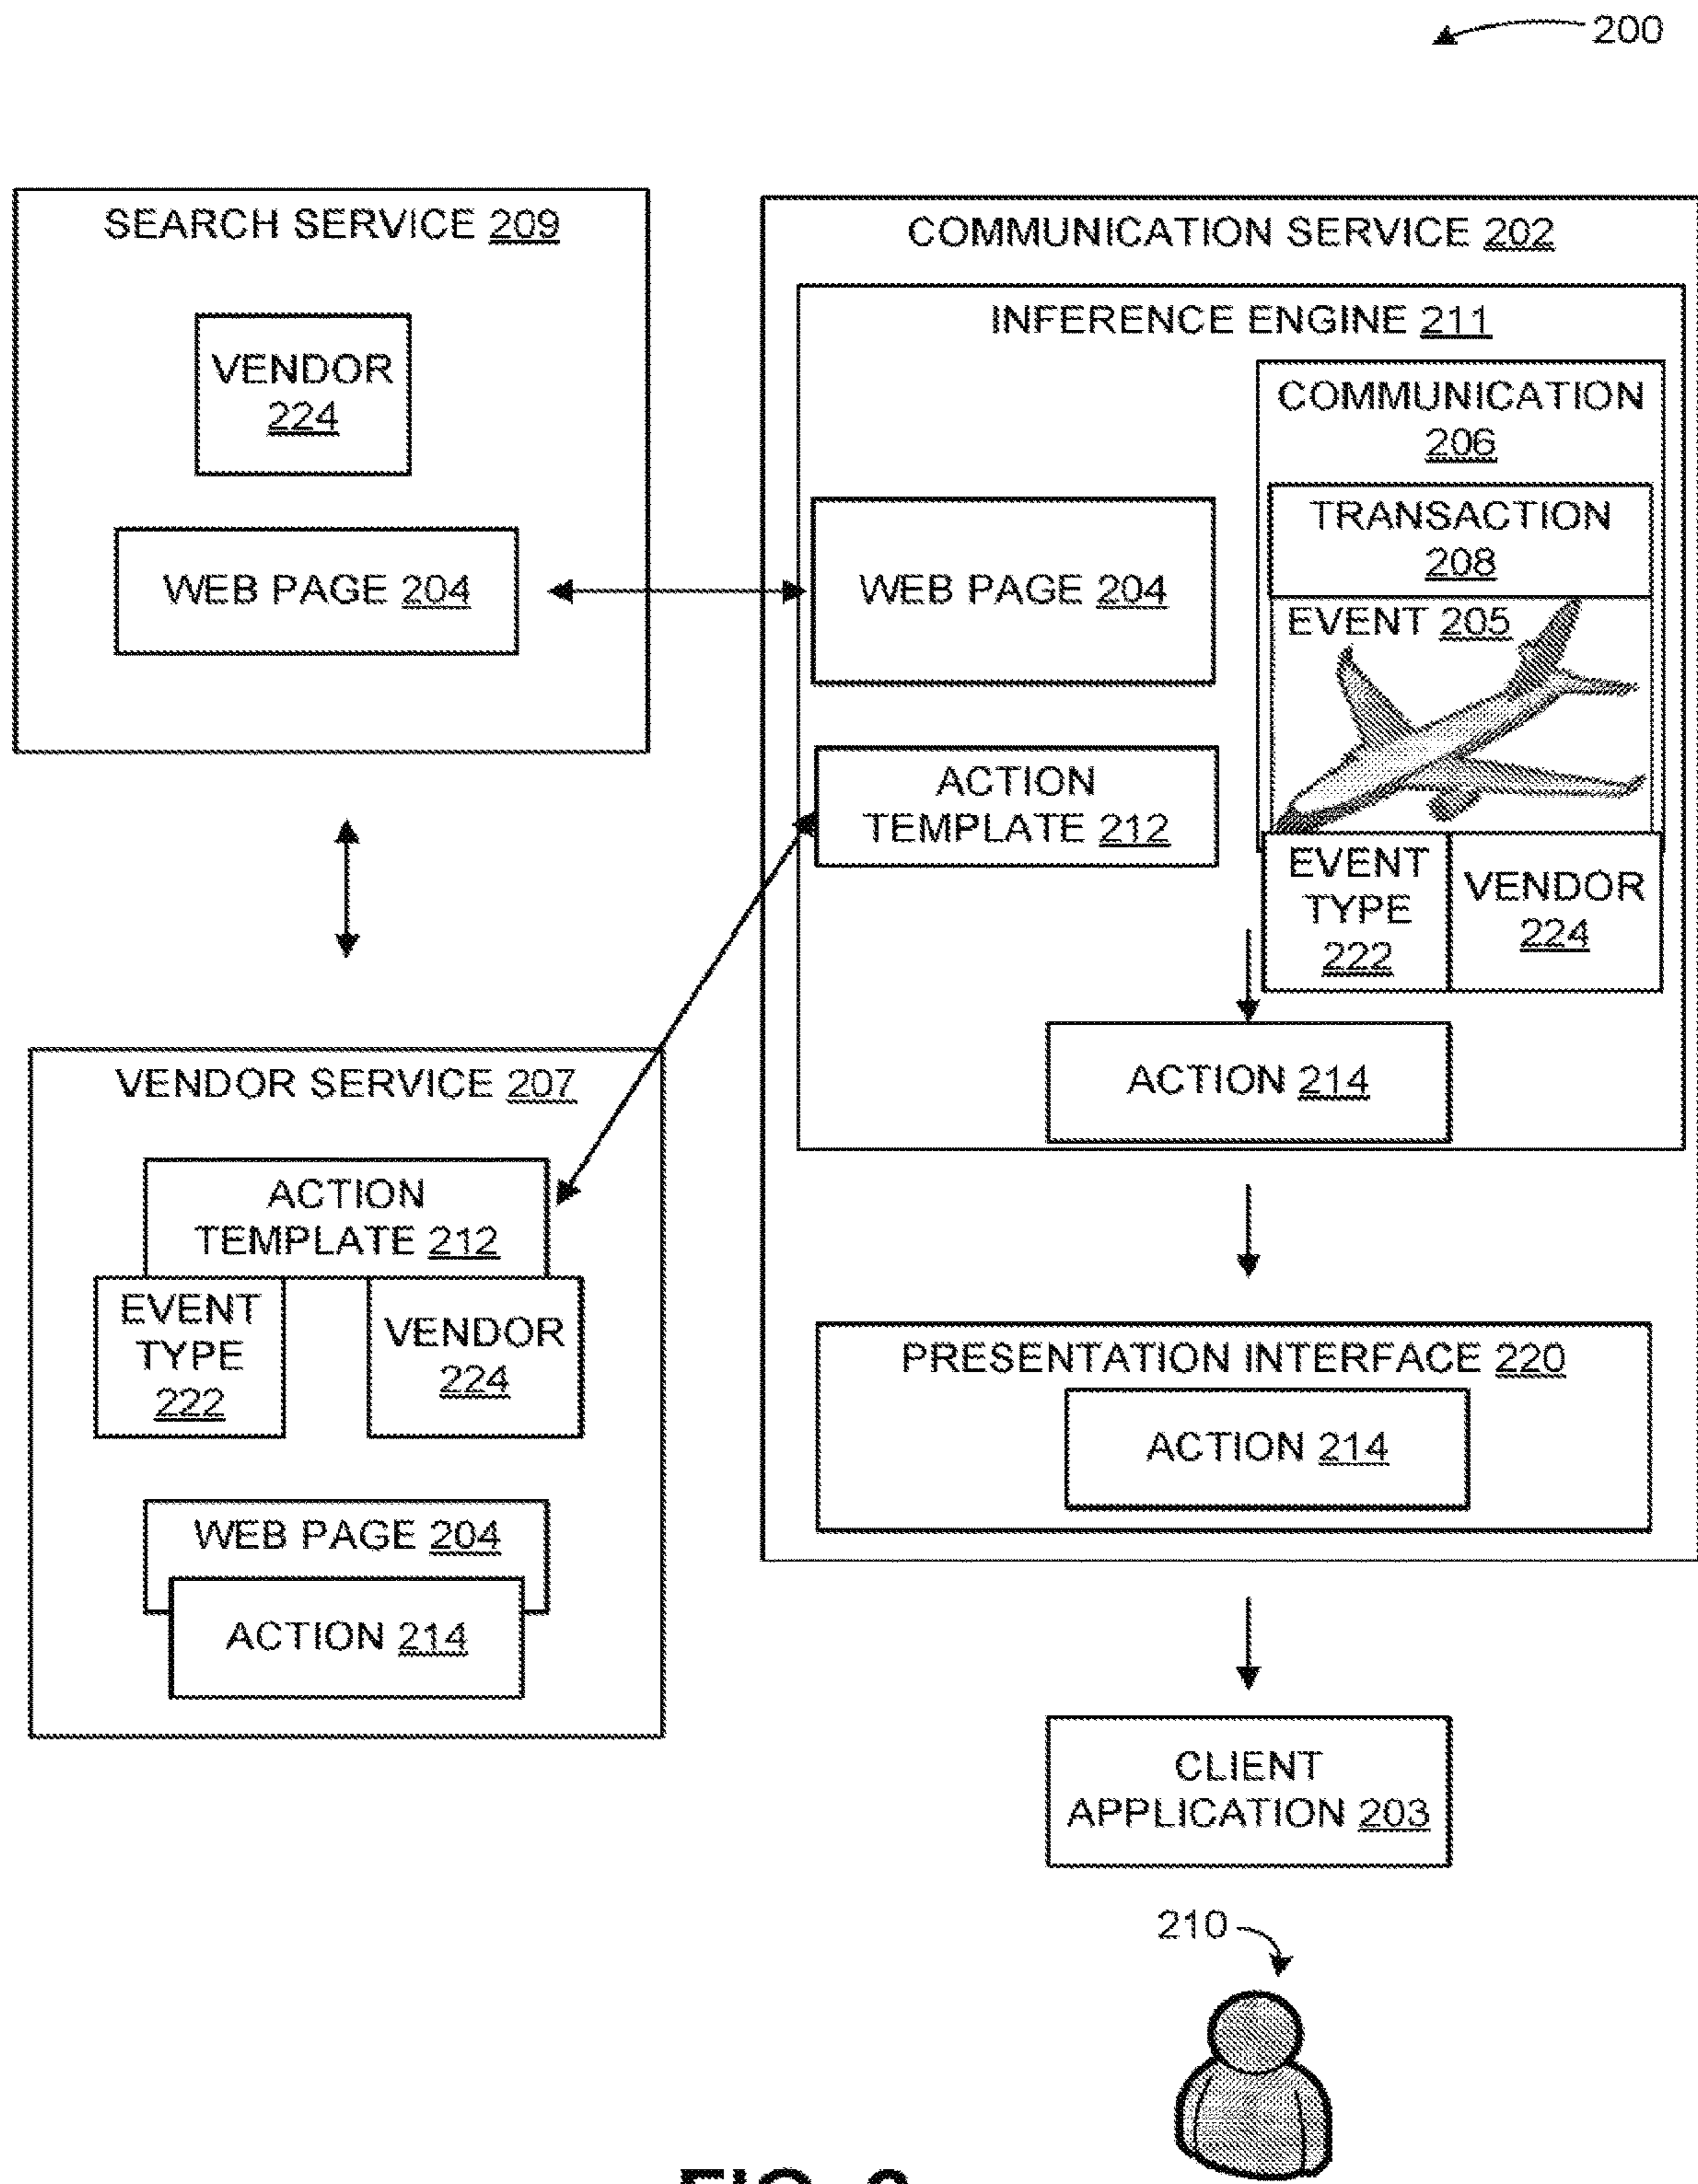 200
SEARCH SERVICE 209
VENDOR
224
WEB PAGE 204
COMMUNICATION SERVICE 202
INFERENCE ENGINE 211
COMMUNICATION
206
TRANSACTION
208
EVENT 205
WEB PAGE 204
ACTION
TEMPLATE 212
EVENT
TYPE
222
VENDOR
224
ACTION 214
VENDOR SERVICE 207
ACTION
TEMPLATE 212
EVENT
TYPE
222
VENDOR
224
WEB PAGE 204
ACTION 214
PRESENTATION INTERFACE 220
ACTION 214
CLIENT
APPLICATION 203
210
FIG.